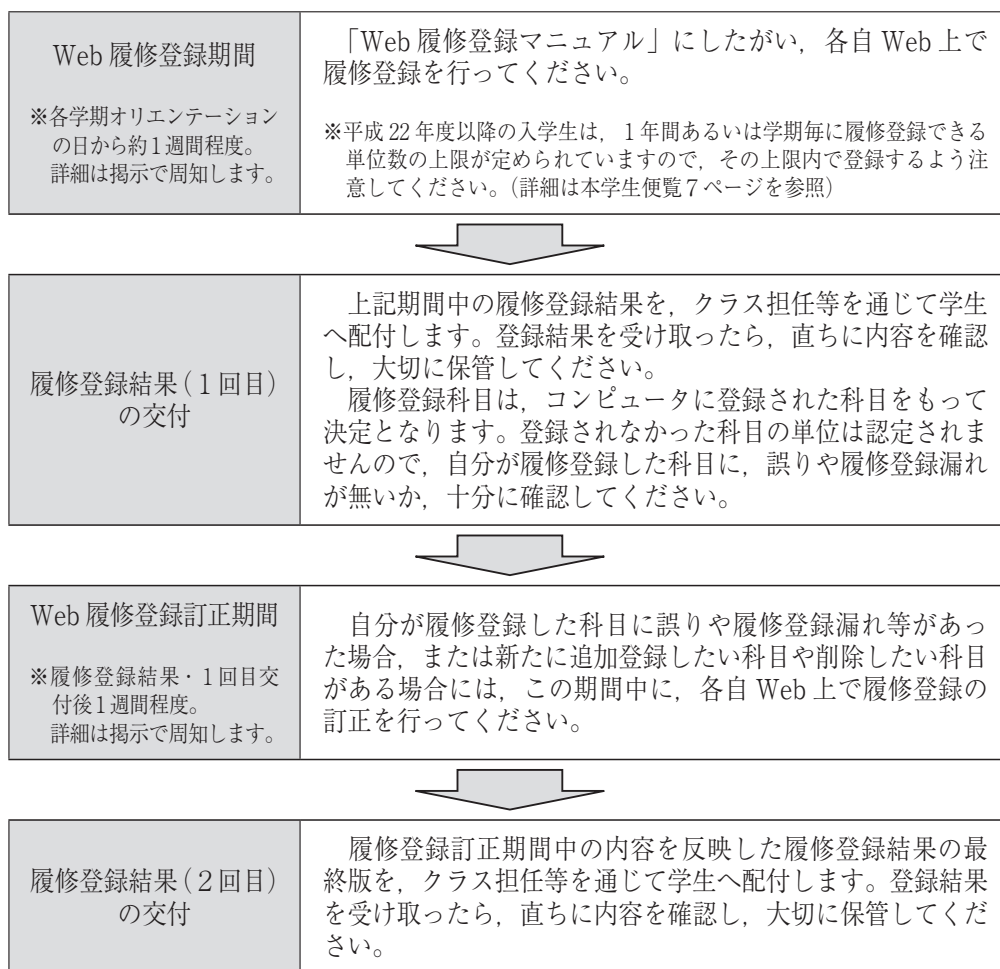 Web 履修登録期間
※各学期オリエンテーション
の日から約1週間程度。
詳細は掲示で周知します。
「Web 履修登録マニュアル」にしたがい，各自 Web 上で
履修登録を行ってください。
※平成 22 年度以降の入学生は，1年間あるいは学期毎に履修登録できる
単位数の上限が定められていますので，その上限内で登録するよう注
意してください。（詳細は本学生便覧7ページを参照）
履修登録結果（1回目）
の交付
上記期間中の履修登録結果を，クラス担任等を通じて学生
へ配付します。登録結果を受け取ったら，直ちに内容を確認
し，大切に保管してください。
履修登録科目は，コンピュータに登録された科目をもって
決定となります。登録されなかった科目の単位は認定されま
せんので，自分が履修登録した科目に，誤りや履修登録漏れ
が無いか，十分に確認してください。
Web 履修登録訂正期間
※履修登録結果・1回目交
付後1週間程度。
詳細は掲示で周知します。
自分が履修登録した科目に誤りや履修登録漏れ等があっ
た場合，または新たに追加登録したい科目や削除したい科目
がある場合には，この期間中に，各自 Web 上で履修登録の
訂正を行ってください。
履修登録結果（2回目）
の交付
履修登録訂正期間中の内容を反映した履修登録結果の最
終版を，クラス担任等を通じて学生へ配付します。登録結果
を受け取ったら，直ちに内容を確認し，大切に保管してくだ
さい。